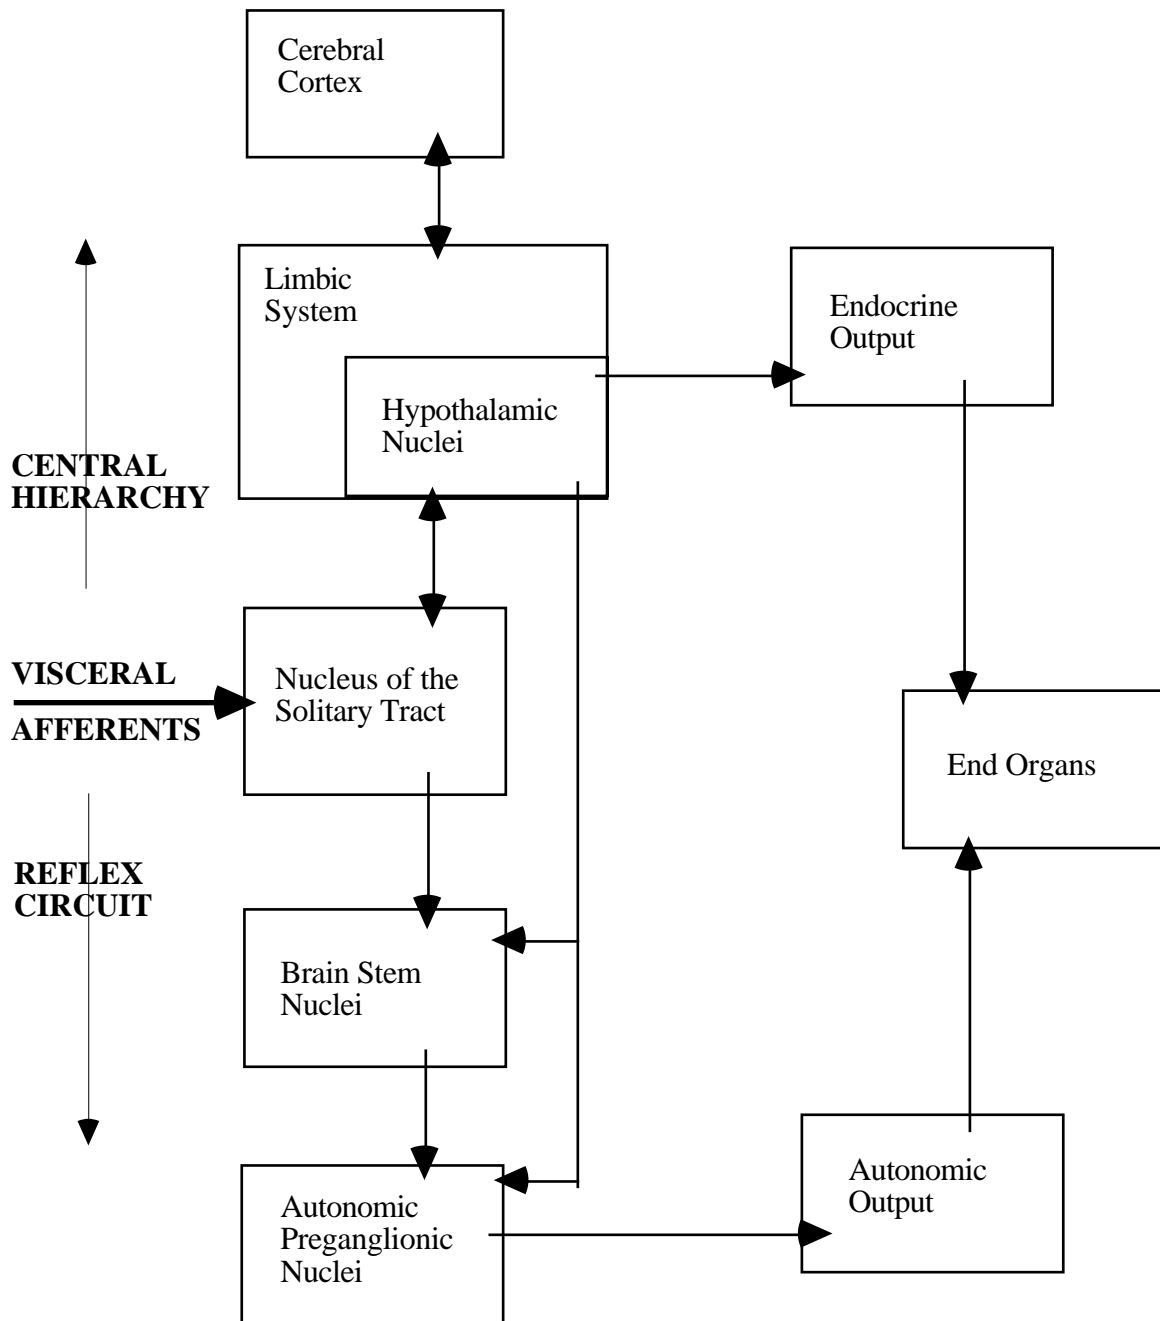 Cerebral
Cortex
Limbic
System
Endocrine
Output
Hypothalamic
Nuclei
CENTRAL
HIERARCHY
VISCERAL
AFFERENTS
Nucleus of the
Solitary Tract
End Organs
REFLEX
CIRCUIT
Brain Stem
Nuclei
Autonomic
Output
Autonomic
Preganglionic
Nuclei